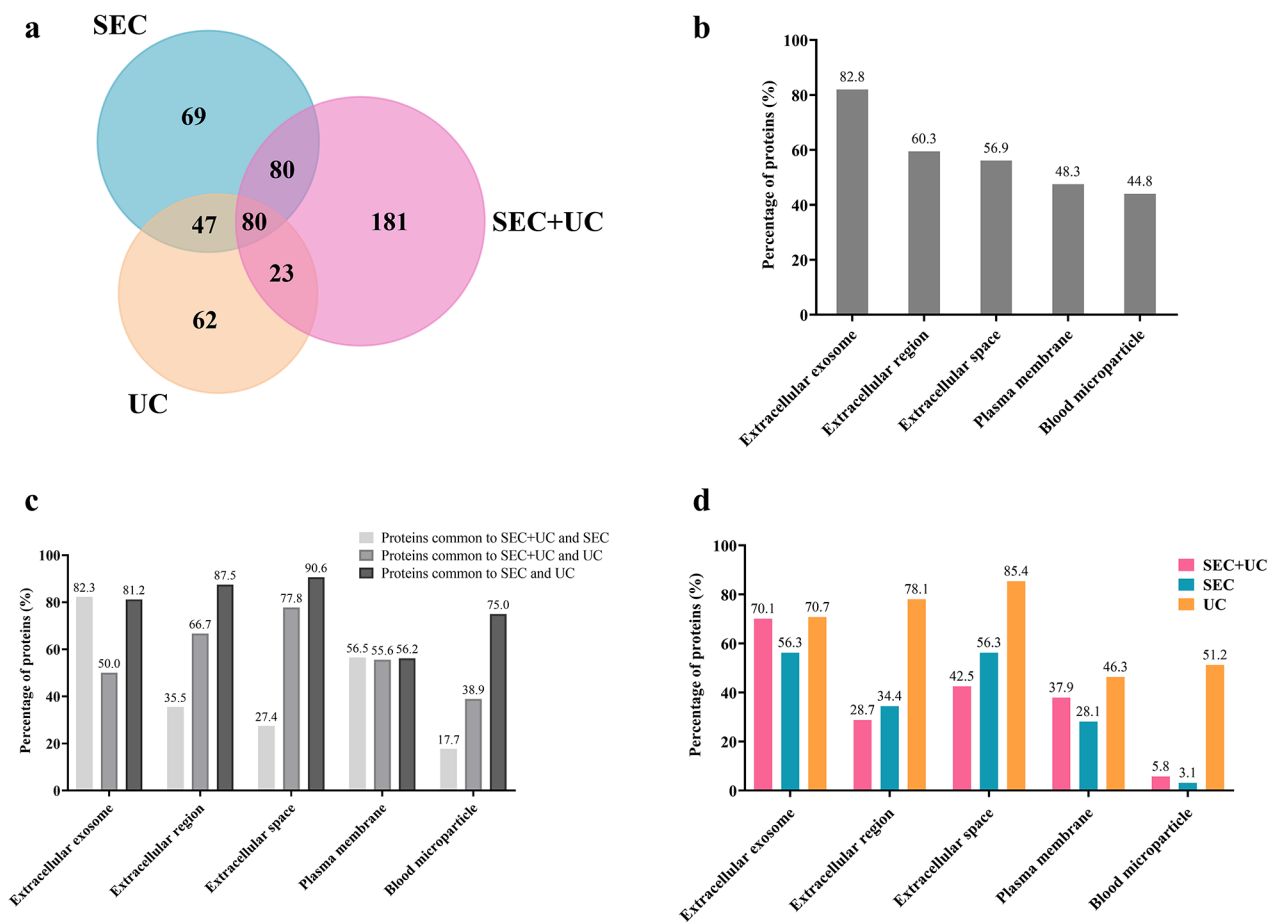 a
SEC
69
80
47
80
181
SEC+UC
23
62
UC
b
Percentage of proteins (%)
100
80
60
40
20
0
82.8
60.3
56.9
48.3
44.8
Extracellular exosome
Extracellular region
Extracellular space
Plasma membrane
Blood microparticle
c
Proteins common to SEC+UC and SEC
Proteins common to SEC+UC and UC
Proteins common to SEC and UC
Percentage of proteins (%)
100
80
60
40
20
0
82.3
50.0
81.2
35.5
66.7
87.5
27.4
77.8
90.6
56.5
55.6
56.2
17.7
38.9
75.0
Extracellular exosome
Extracellular region
Extracellular space
Plasma membrane
Blood microparticle
d
SEC+UC
SEC
UC
Percentage of proteins (%)
100
80
60
40
20
0
70.1
56.3
70.7
28.7
34.4
78.1
42.5
56.3
85.4
37.9
28.1
46.3
5.8
3.1
51.2
Extracellular exosome
Extracellular region
Extracellular space
Plasma membrane
Blood microparticle